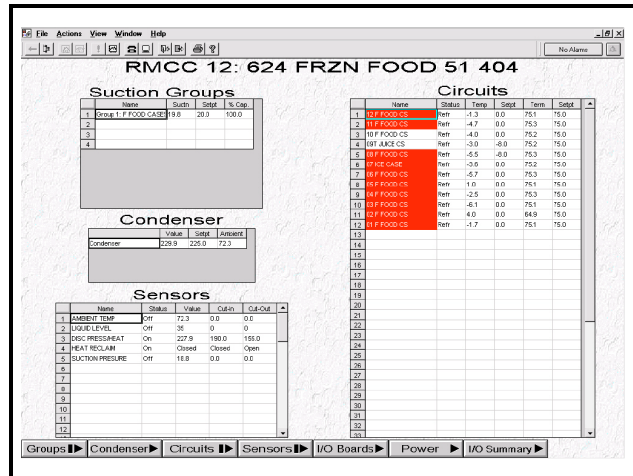 File Actions View Window Help
No Alarms
RMCC 12: 624 FRZN FOOD 51 404
Suction Groups
Name Suctn Setpt % Cap.
1 Group 1: F FOOD CASES 19.8 20.0 100.0
2
3
4
Condenser
Value Setpt Ambient
Condenser 229.9 225.0 72.3
Sensors
Name Status Value Cut-In Cut-Out
1 AMBIENT TEMP Off 72.3 0.0 0.0
2 LIQUID LEVEL Off 35 0 0
3 DISC PRESS/HEAT On 227.9 190.0 155.0
4 HEAT RECLAIM On Closed Closed Open
5 SUCTION PRESURE Off 18.8 0.0 0.0
6
7
8
9
10
11
12
Circuits
Name Status Temp Setpt Term Setpt
1 12 F FOOD CS Refr -1.3 0.0 75.1 75.0
2 11 F FOOD CS Refr -4.7 0.0 75.3 75.0
3 10 F FOOD CS Refr -4.0 0.0 75.2 75.0
4 09T JUICE CS Refr -3.0 -8.0 75.2 75.0
5 08 F FOOD CS Refr -5.5 -8.0 75.3 75.0
6 07 ICE CASE Refr -3.6 0.0 75.2 75.0
7 06 F FOOD CS Refr -5.7 0.0 75.3 75.0
8 05 F FOOD CS Refr 1.0 0.0 75.1 75.0
9 04 F FOOD CS Refr -2.5 0.0 75.3 75.0
10 03 F FOOD CS Refr -6.1 0.0 75.1 75.0
11 02 F FOOD CS Refr 4.0 0.0 64.9 75.0
12 01 F FOOD CS Refr -1.7 0.0 75.1 75.0
13
14
15
16
17
18
19
20
21
22
23
24
25
26
27
28
29
30
31
32
33
Groups Condenser Circuits Sensors I/O Boards Power I/O Summary